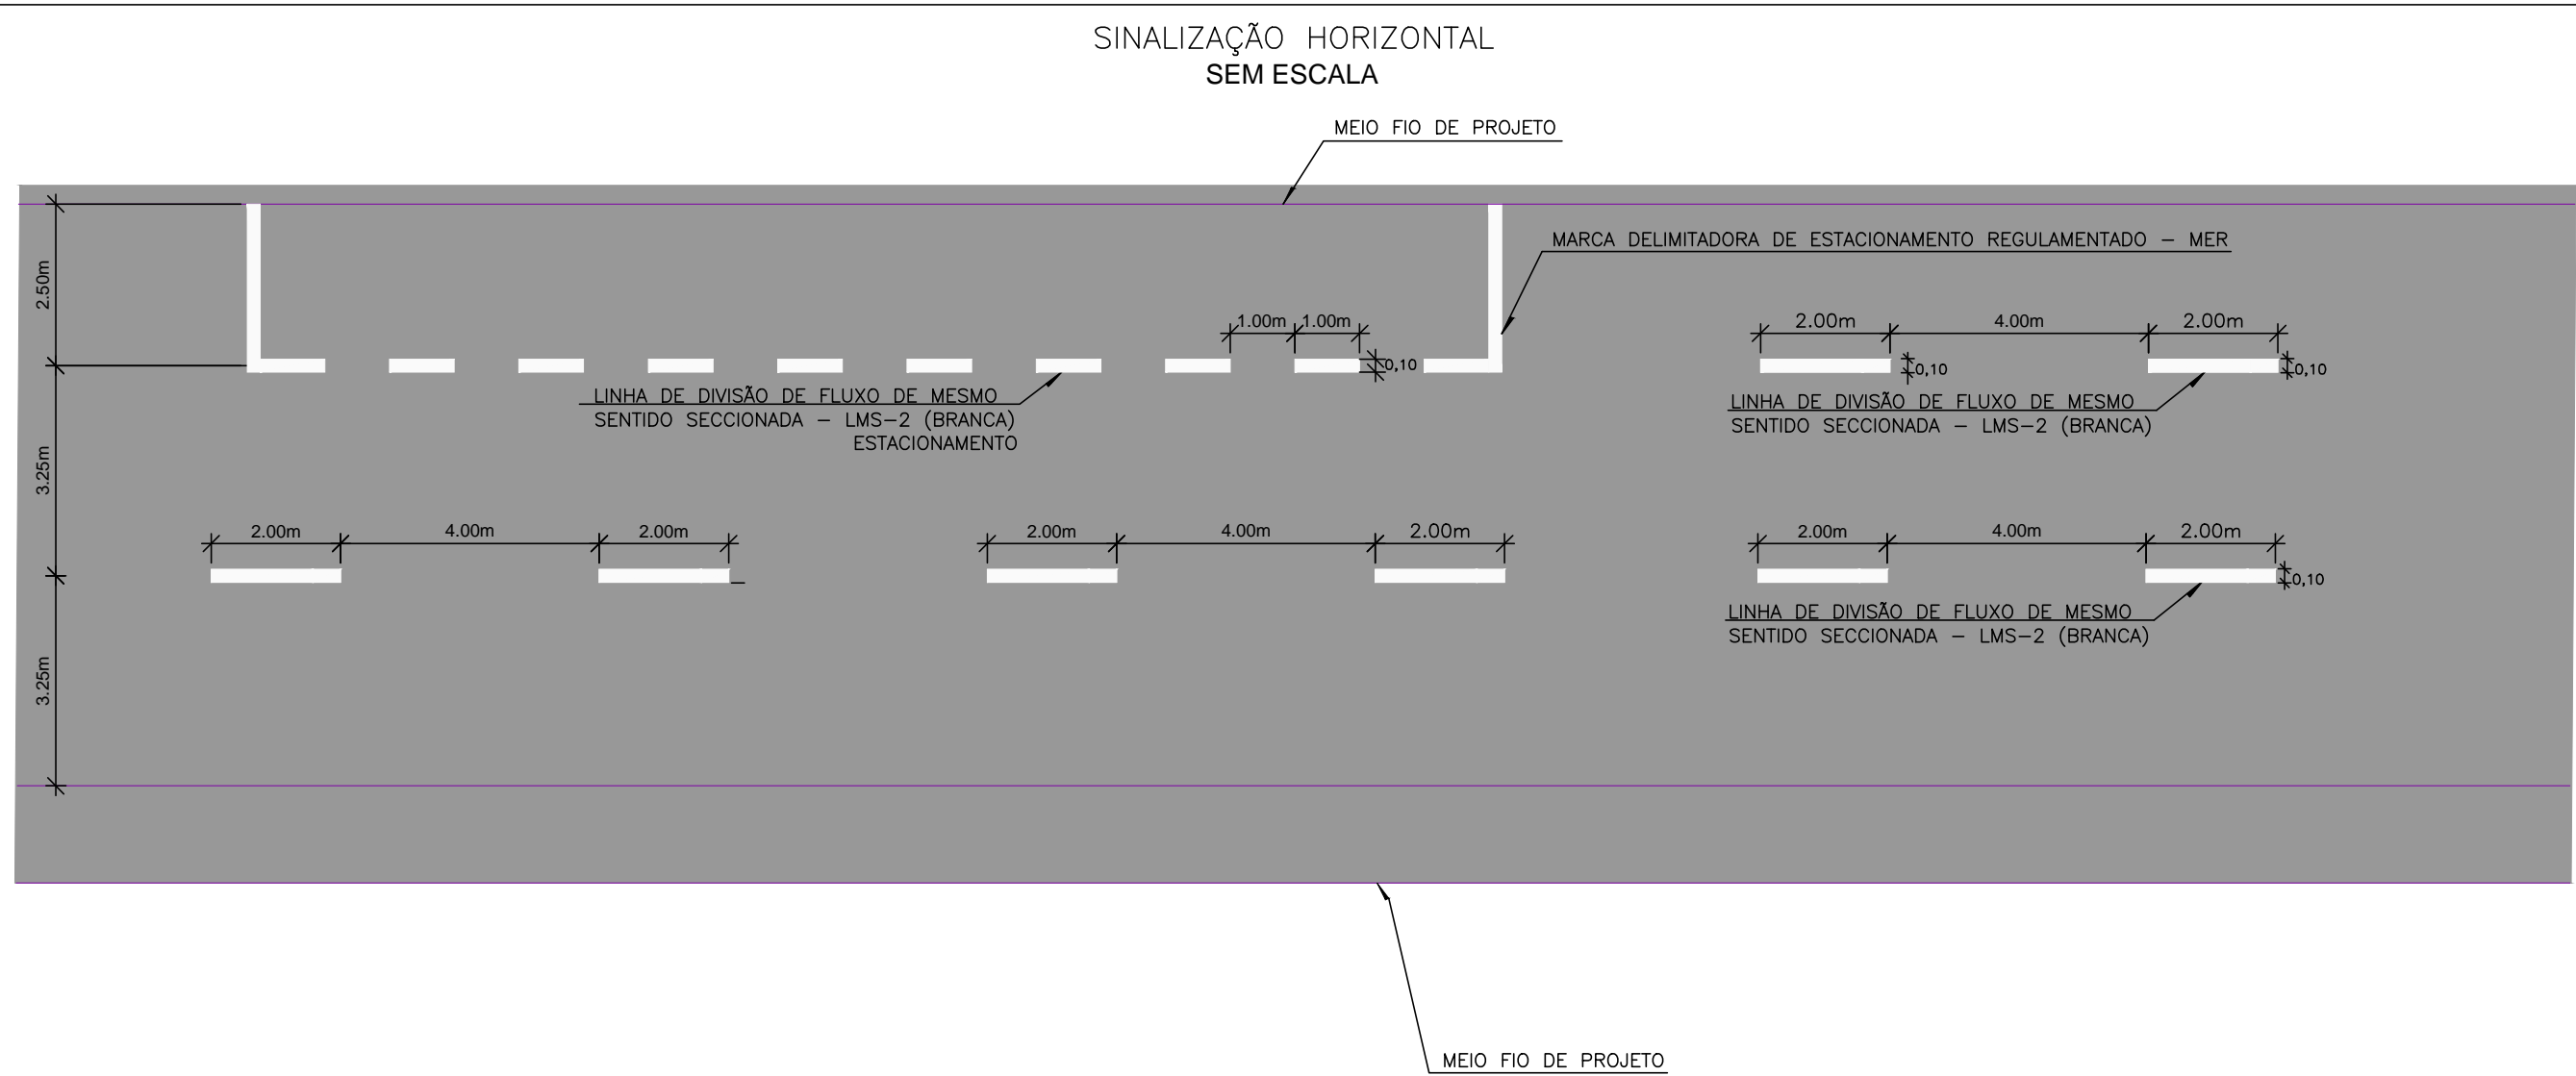 SINALIZAÇÃO HORIZONTAL
SEM ESCALA
MEIO FIO DE PROJETO
MARCA DELIMITADORA DE ESTACIONAMENTO REGULAMENTADO - MER
2.50m
1.00m 1.00m
0,10
2.00m 4.00m 2.00m
0,10
0,10
LINHA DE DIVISÃO DE FLUXO DE MESMO
SENTIDO SECCIONADA - LMS-2 (BRANCA)
ESTACIONAMENTO
LINHA DE DIVISÃO DE FLUXO DE MESMO
SENTIDO SECCIONADA - LMS-2 (BRANCA)
3.25m
2.00m 4.00m 2.00m
2.00m 4.00m 2.00m
2.00m 4.00m 2.00m
0,10
LINHA DE DIVISÃO DE FLUXO DE MESMO
SENTIDO SECCIONADA - LMS-2 (BRANCA)
3.25m
MEIO FIO DE PROJETO